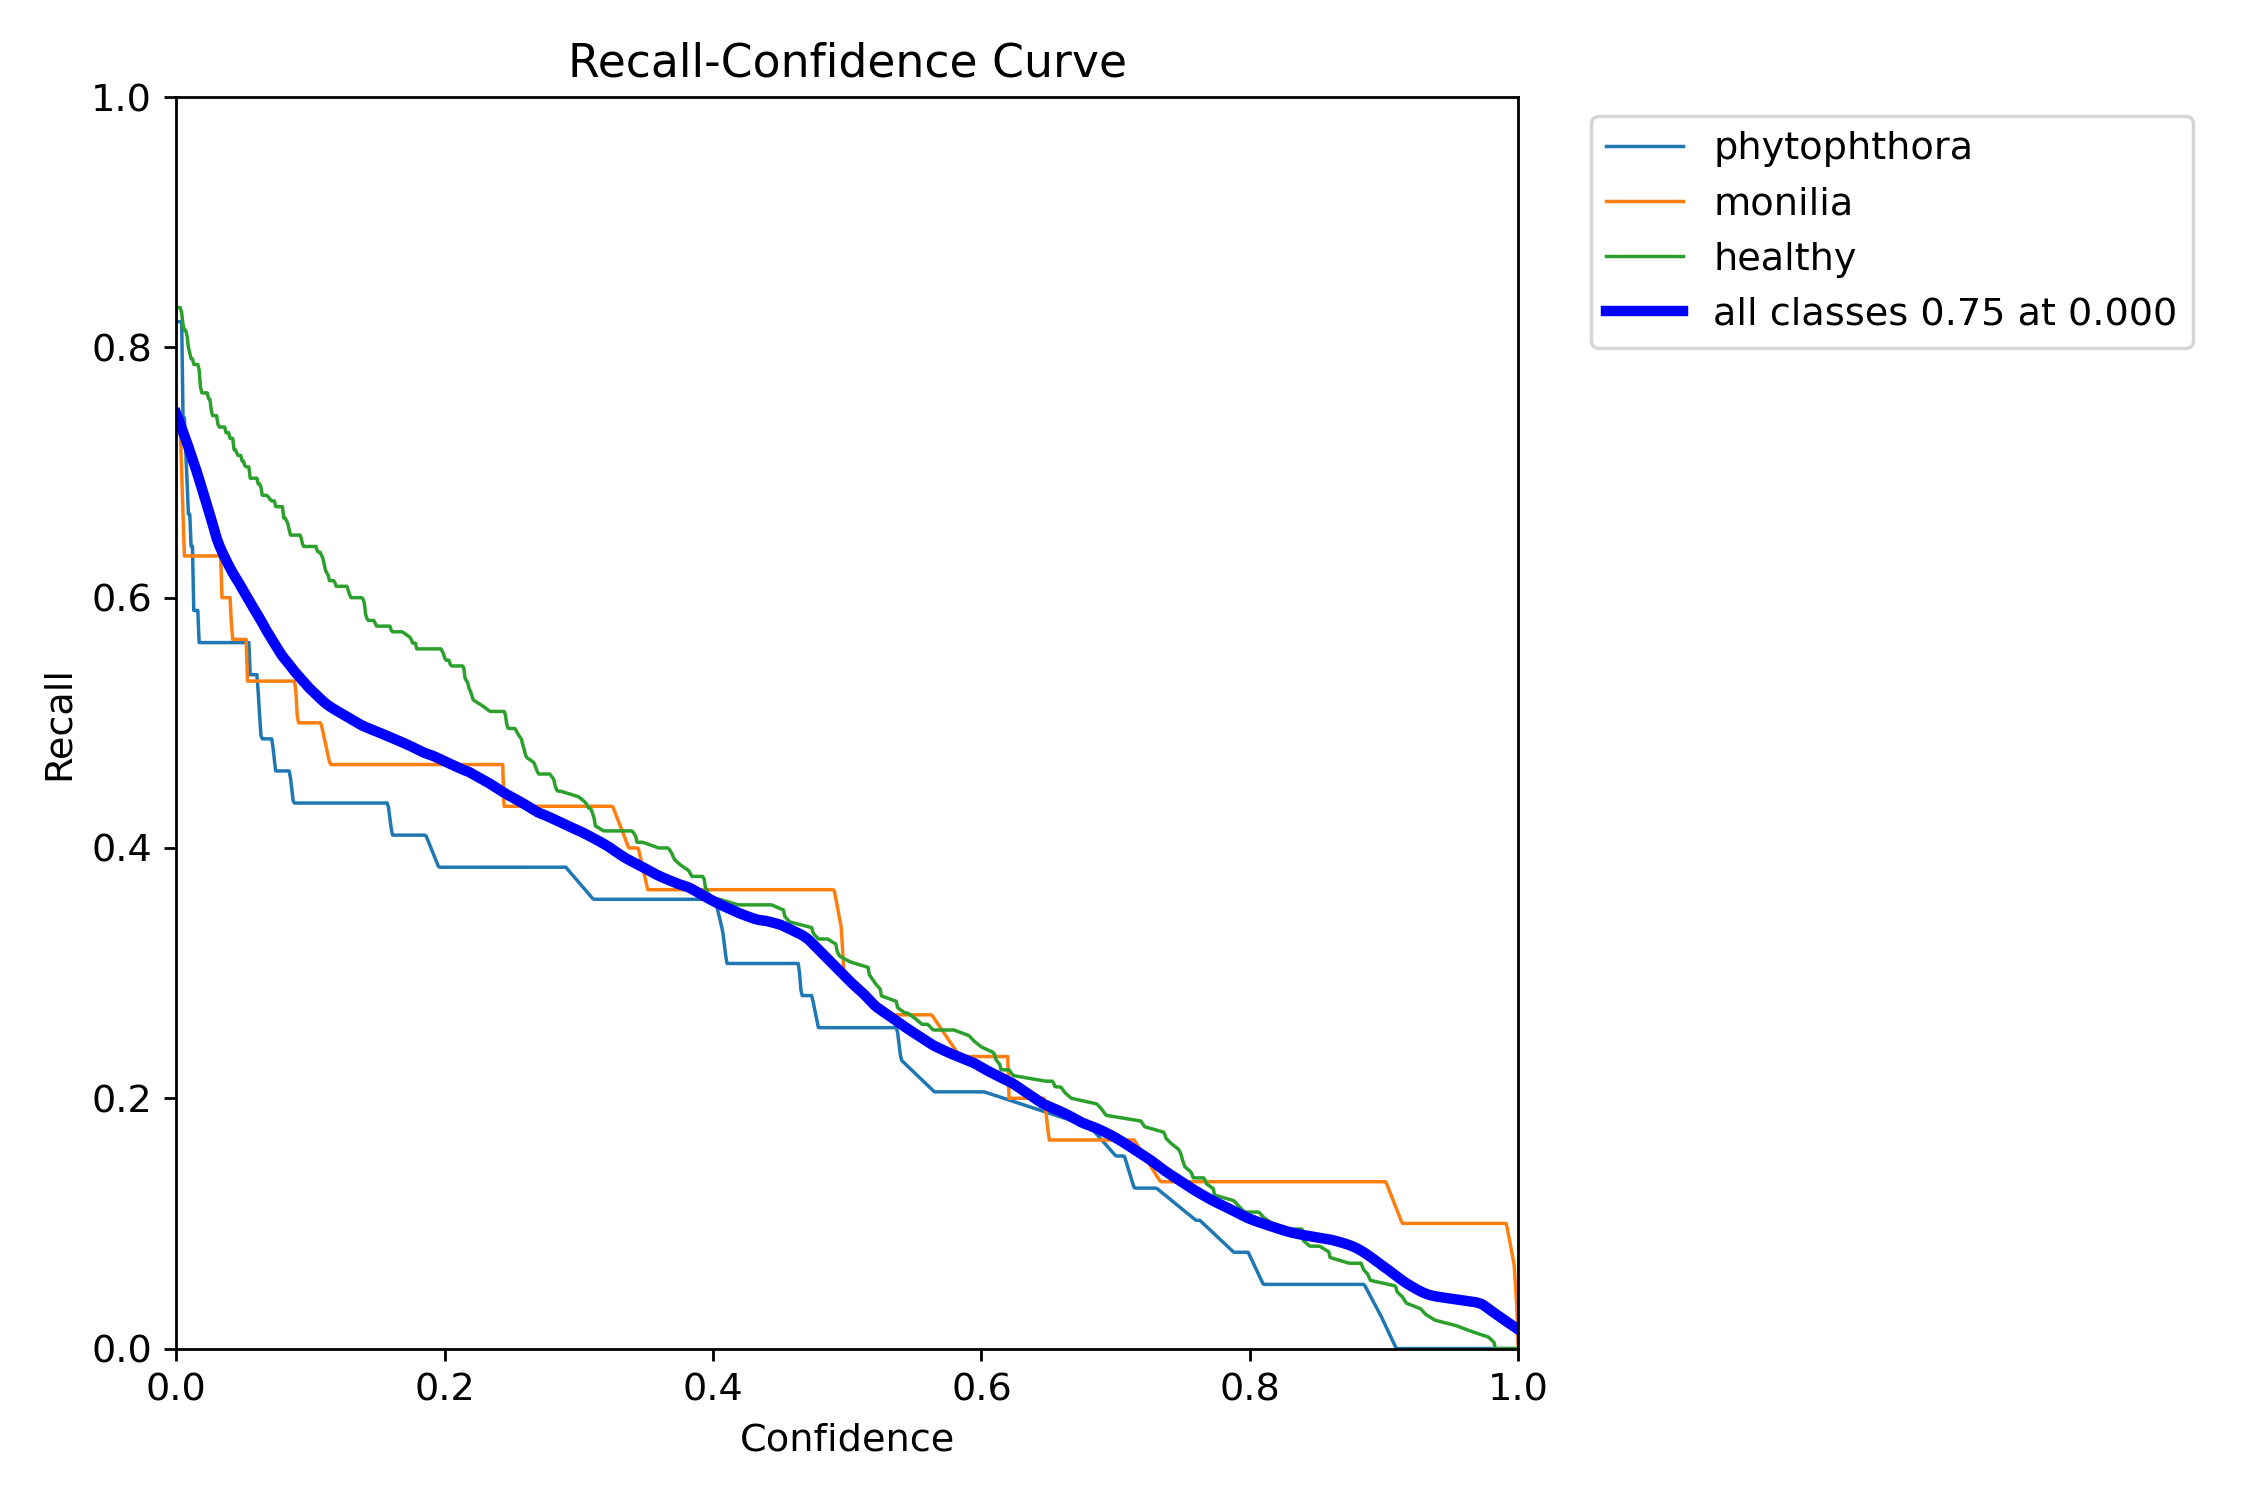 Recall-Confidence Curve
1.0
0.8
0.6
0.4
0.2
0.0
Recall
0.0 0.2 0.4 0.6 0.8 1.0
Confidence
phytophthora
monilia
healthy
all classes 0.75 at 0.000